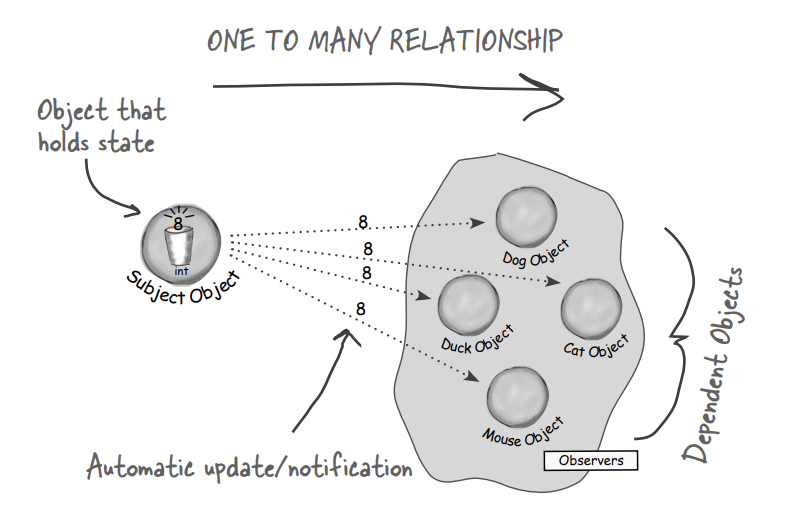 ONE TO MANY RELATIONSHIP
Object that
holds state
8
int
Subject Object
8
8
8
8
Dog Object
Duck Object
Cat Object
Mouse Object
Observers
Dependent Objects
Automatic update/notification